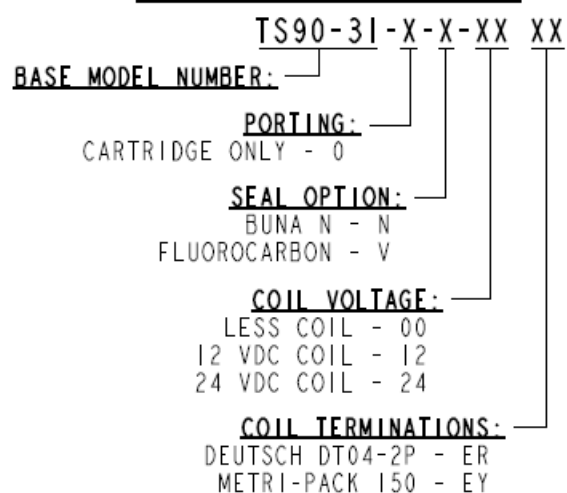 TS90-31-X-X-XX XX
BASE MODEL NUMBER:
PORTING:
CARTRIDGE ONLY - 0
SEAL OPTION:
BUNA N - N
FLUOROCARBON - V
COIL VOLTAGE:
LESS COIL - 00
12 VDC COIL - 12
24 VDC COIL - 24
COIL TERMINATIONS:
DEUTSCH DT04-2P - ER
METRI-PACK 150 - EY